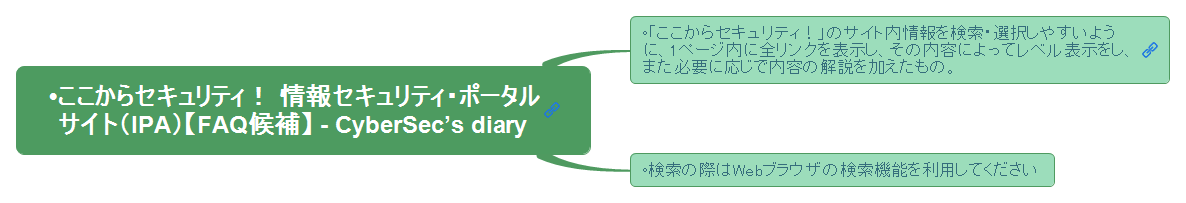 •ここからセキュリティ！ 情報セキュリティ・ポータル
サイト（IPA）【FAQ候補】 - CyberSec’s diary
◦「ここからセキュリティ！」のサイト内情報を検索・選択しやすいよう
に、1ページ内に全リンクを表示し、その内容によってレベル表示をし、
また必要に応じで内容の解説を加えたもの。
◦検索の際はWebブラウザの検索機能を利用してください